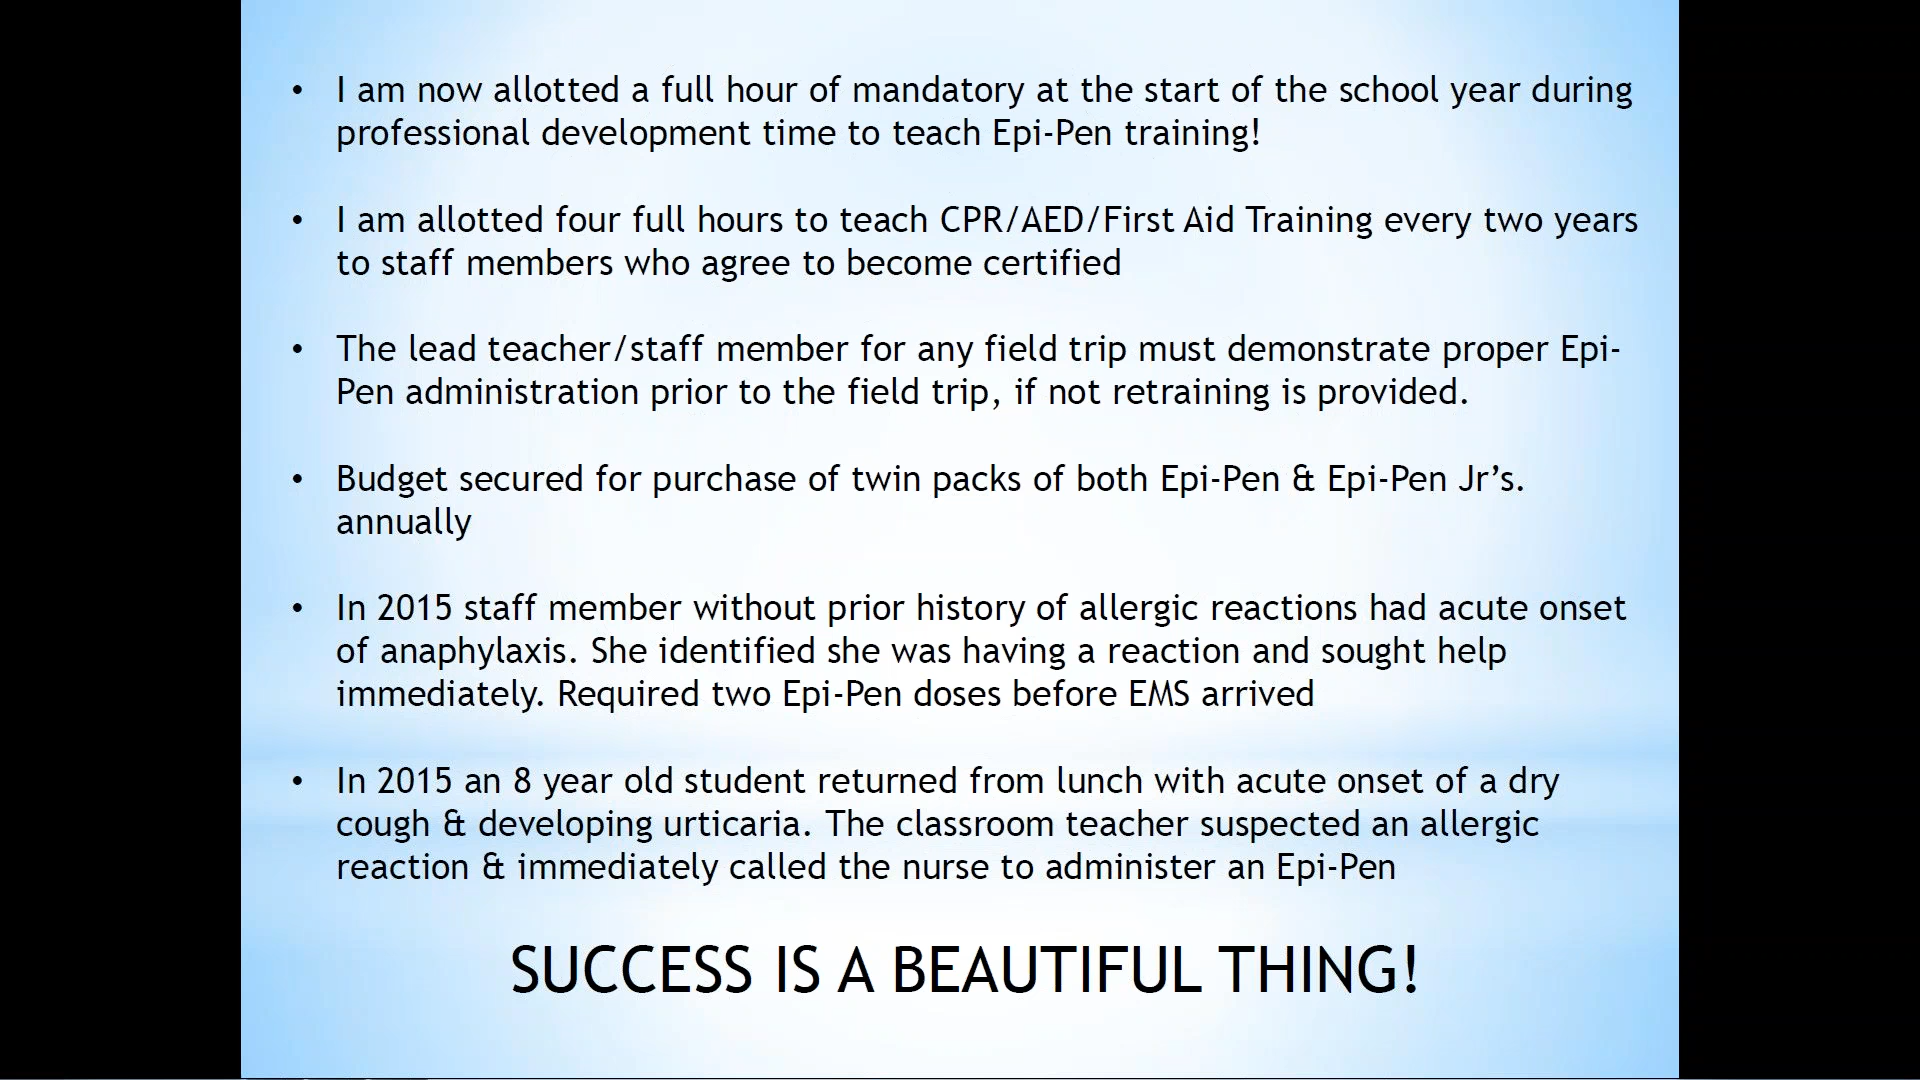 • I am now allotted a full hour of mandatory at the start of the school year during
professional development time to teach Epi-Pen training!
• I am allotted four full hours to teach CPR/AED/First Aid Training every two years
to staff members who agree to become certified
• The lead teacher/staff member for any field trip must demonstrate proper Epi-
Pen administration prior to the field trip, if not retraining is provided.
• Budget secured for purchase of twin packs of both Epi-Pen & Epi-Pen Jr’s.
annually
• In 2015 staff member without prior history of allergic reactions had acute onset
of anaphylaxis. She identified she was having a reaction and sought help
immediately. Required two Epi-Pen doses before EMS arrived
• In 2015 an 8 year old student returned from lunch with acute onset of a dry
cough & developing urticaria. The classroom teacher suspected an allergic
reaction & immediately called the nurse to administer an Epi-Pen
SUCCESS IS A BEAUTIFUL THING!